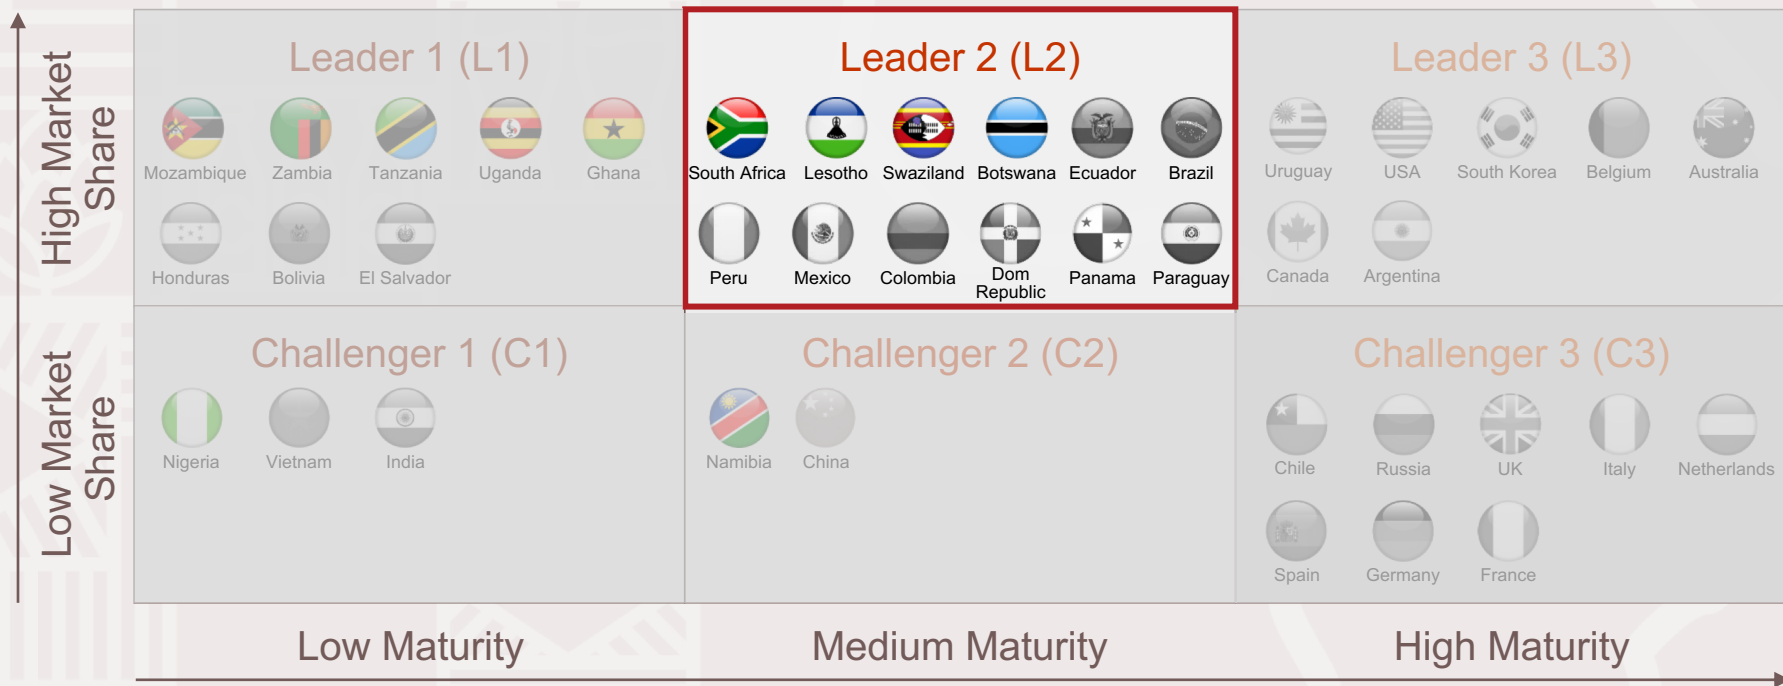 High Market
Share
Low Market
Share
Leader 1 (L1)
Mozambique Zambia Tanzania Uganda Ghana
Honduras Bolivia El Salvador
Leader 2 (L2)
South Africa Lesotho Swaziland Botswana Ecuador Brazil
Peru Mexico Colombia Dom Republic Panama Paraguay
Leader 3 (L3)
Uruguay USA South Korea Belgium Australia
Canada Argentina
Challenger 1 (C1)
Nigeria Vietnam India
Challenger 2 (C2)
Namibia China
Challenger 3 (C3)
Chile Russia UK Italy Netherlands
Spain Germany France
Low Maturity Medium Maturity High Maturity